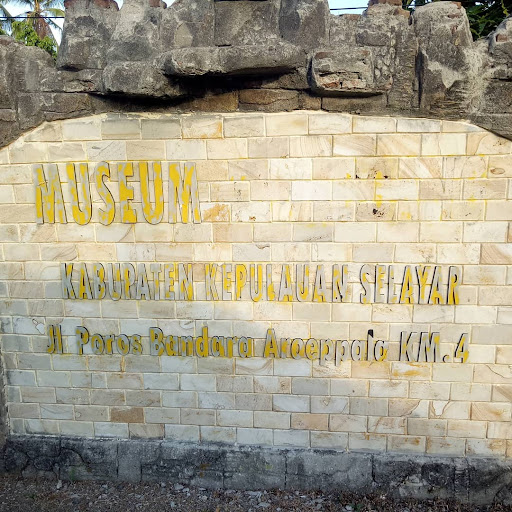 MUSEUM
KABUPATEN KEPULAUAN SELAYAR
Jl Poros Bandara Aroeppala KM.4